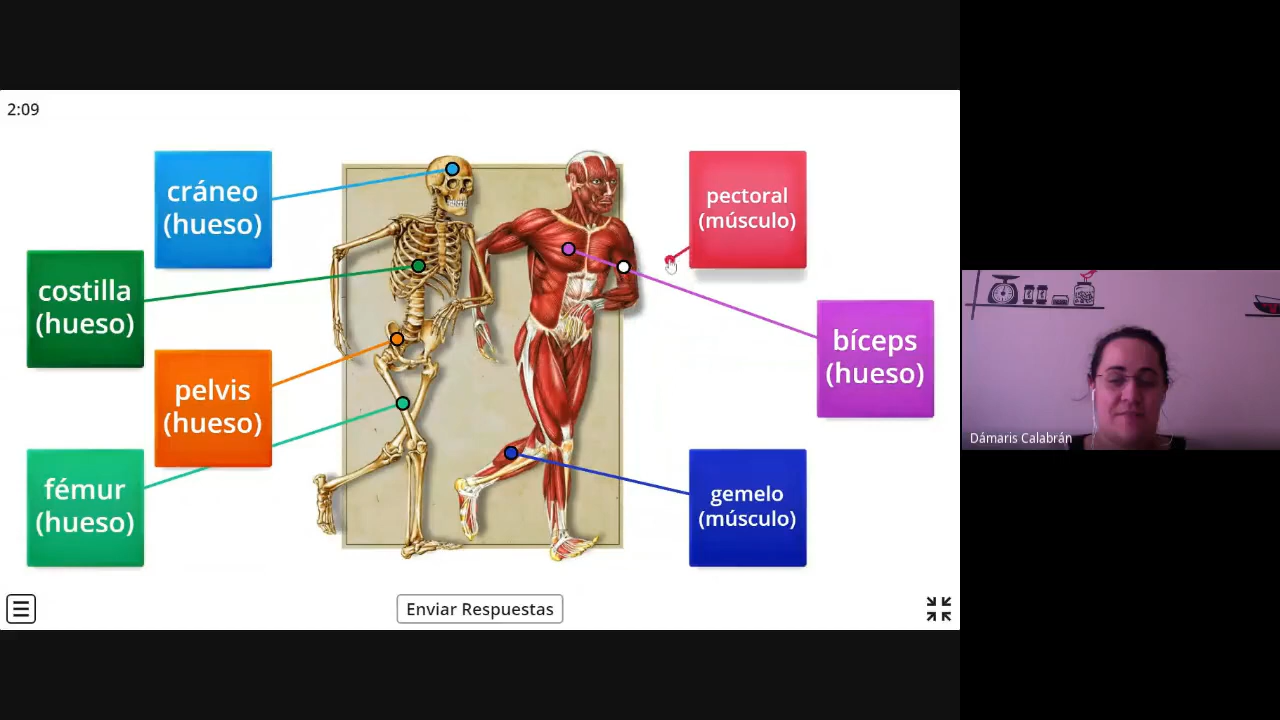 2:09
cráneo
(hueso)
costilla
(hueso)
pelvis
(hueso)
fémur
(hueso)
pectoral
(músculo)
bíceps
(hueso)
gemelo
(músculo)
Enviar Respuestas
Dámaris Calabrán